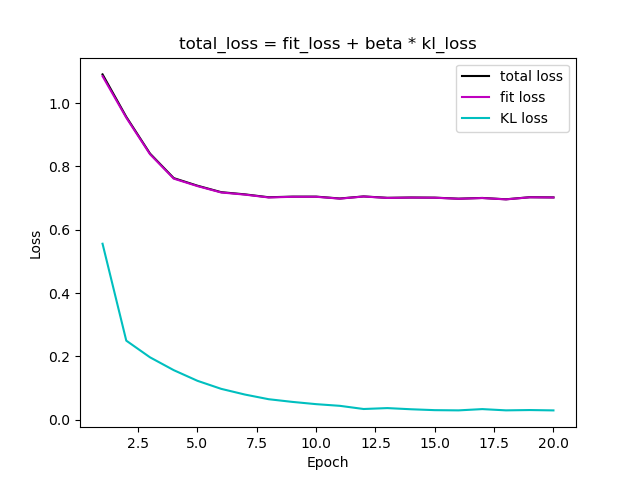 total_loss = fit_loss + beta * kl_loss
total loss
fit loss
KL loss
Loss
1.0
0.8
0.6
0.4
0.2
0.0
2.5 5.0 7.5 10.0 12.5 15.0 17.5 20.0
Epoch